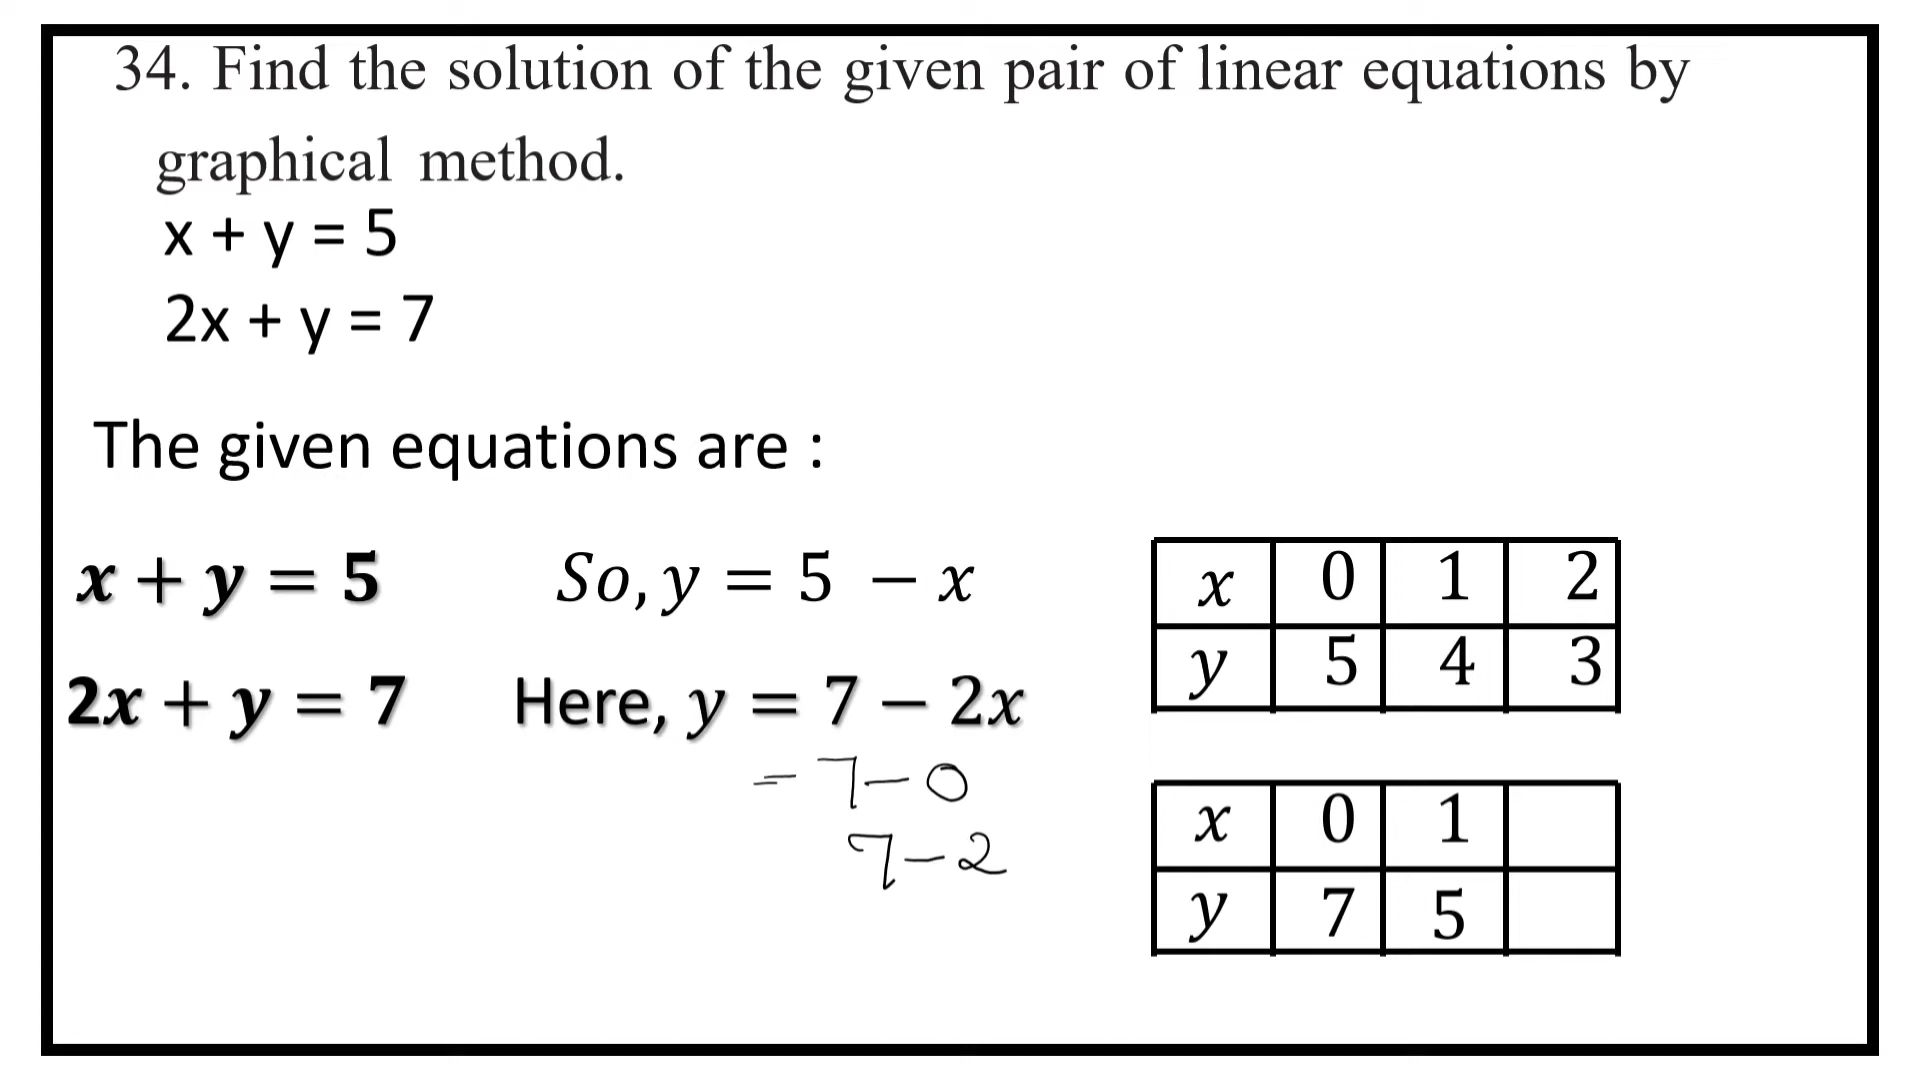 34. Find the solution of the given pair of linear equations by
graphical method.
x + y = 5
2x + y = 7
The given equations are :
x + y = 5 So, y = 5 − x
x 0 1 2
y 5 4 3
2x + y = 7 Here, y = 7 − 2x
= 7 − 0
7 − 2
x 0 1
y 7 5